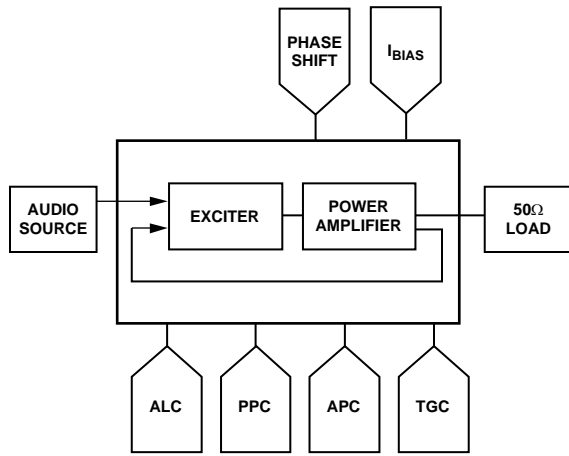 PHASE
SHIFT
I_BIAS
AUDIO
SOURCE
EXCITER
POWER
AMPLIFIER
50Ω
LOAD
ALC
PPC
APC
TGC